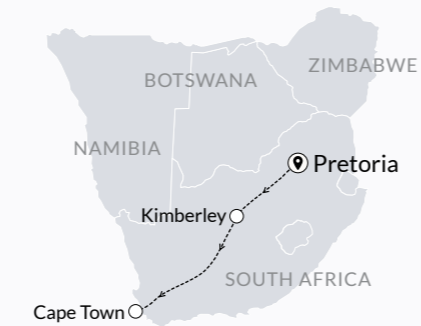 ZIMBABWE
BOTSWANA
NAMIBIA
Pretoria
Kimberley
SOUTH AFRICA
Cape Town